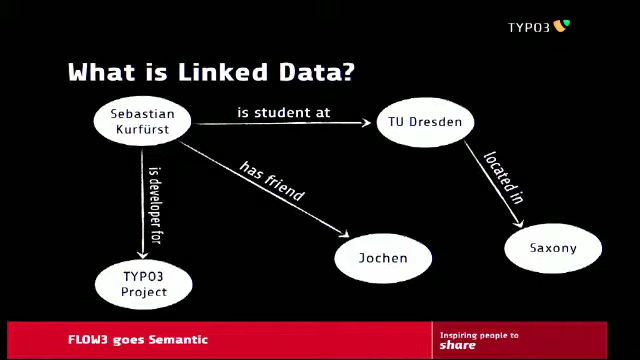 TYPO3
What is Linked Data?
Sebastian
Kurfürst
is student at
TU Dresden
is developer for
has friend
located in
TYPO3
Project
Jochen
Saxony
FLOW3 goes Semantic
Inspiring people to
share